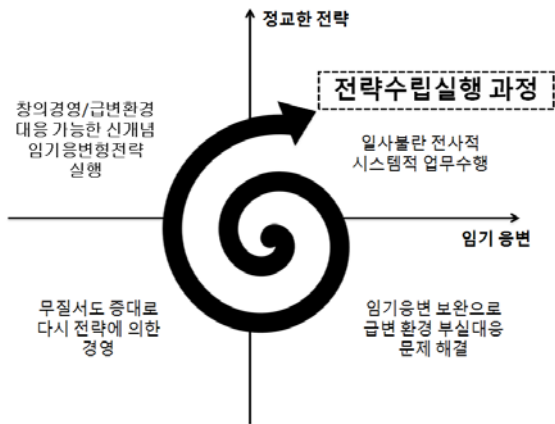 정교한 전략
전략수립실행 과정
창의경영/급변환경
대응 가능한 신개념
임기응변형전략
실행
일사불란 전사적
시스템적 업무수행
임기 응변
무질서도 증대로
다시 전략에 의한
경영
임기응변 보완으로
급변 환경 부실대응
문제 해결